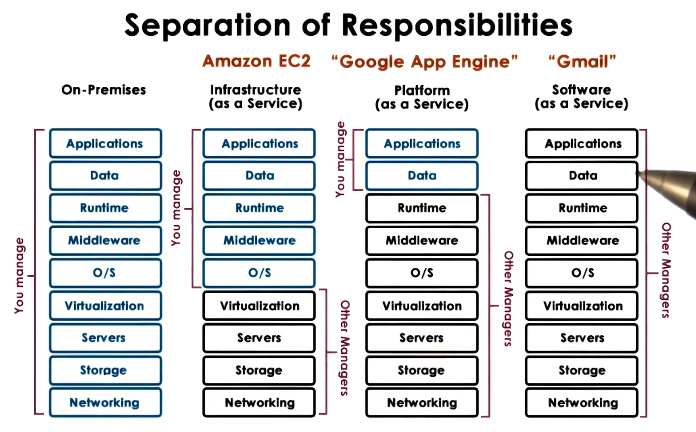 Separation of Responsibilities
Amazon EC2
“Google App Engine”
“Gmail”
On-Premises
Infrastructure
(as a Service)
Platform
(as a Service)
Software
(as a Service)
You manage
Applications
Data
Runtime
Middleware
O/S
Virtualization
Servers
Storage
Networking
You manage
Applications
Data
Runtime
Middleware
O/S
Virtualization
Servers
Storage
Networking
Other Managers
You manage
Applications
Data
Runtime
Middleware
O/S
Virtualization
Servers
Storage
Networking
Other Managers
Applications
Data
Runtime
Middleware
O/S
Virtualization
Servers
Storage
Networking
Other Managers